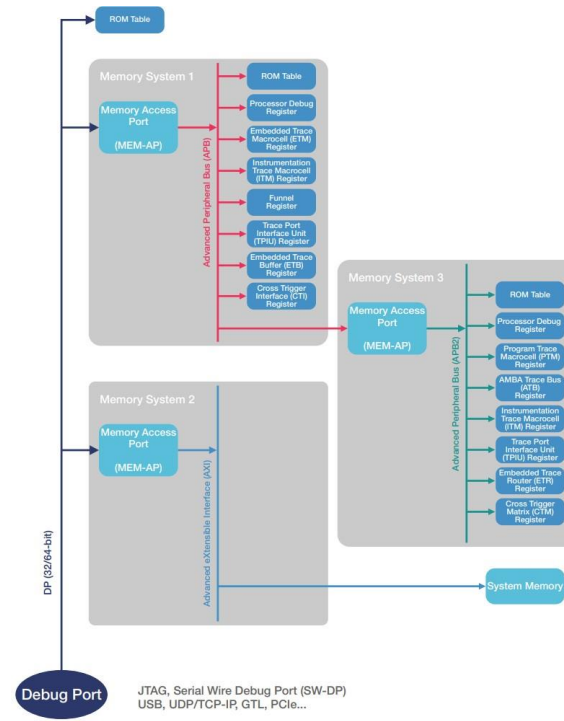 ROM Table
Memory System 1
Memory Access
Port
(MEM-AP)
Advanced Peripheral Bus (APB)
ROM Table
Processor Debug
Register
Embedded Trace
Macrocell (ETM)
Register
Instrumentation
Trace Macrocell
(ITM) Register
Funnel
Register
Trace Port
Interface Unit
(TPIU) Register
Embedded Trace
Buffer (ETB)
Register
Cross Trigger
Interface (CTI)
Register
Memory System 3
Memory Access
Port
(MEM-AP)
Advanced Peripheral Bus (APB2)
ROM Table
Processor Debug
Register
Program Trace
Macrocell (PTM)
Register
AMBA Trace Bus
(ATB)
Register
Instrumentation
Trace Macrocell
(ITM) Register
Trace Port
Interface Unit
(TPIU) Register
Embedded Trace
Router (ETR)
Register
Cross Trigger
Matrix (CTM)
Register
Memory System 2
Memory Access
Port
(MEM-AP)
Advanced eXtensible Interface (AXI)
System Memory
DP (32/64-bit)
Debug Port
JTAG, Serial Wire Debug Port (SW-DP)
USB, UDP/TCP-IP, GTL, PCIe...